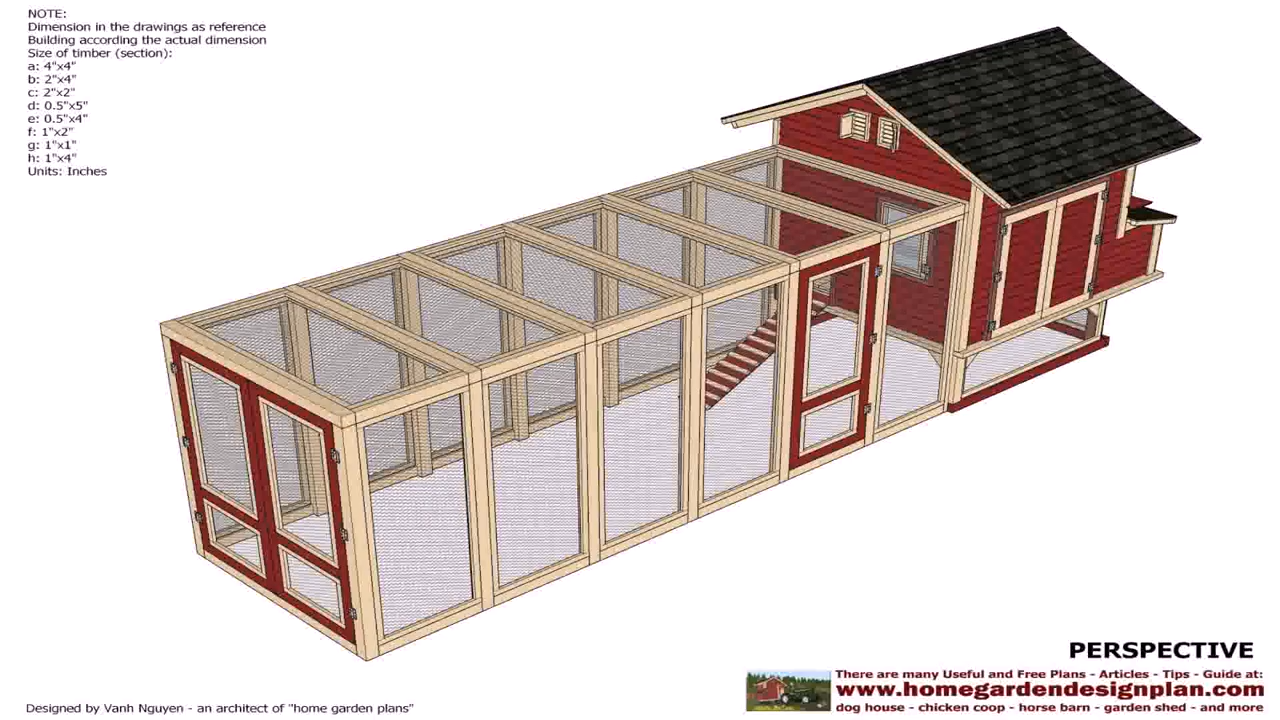 NOTE:
Dimension in the drawings as reference
Building according the actual dimension
Size of timber (section):
a: 4"x4"
b: 2"x4"
c: 2"x2"
d: 0.5"x5"
e: 0.5"x4"
f: 1"x2"
g: 1"x1"
h: 1"x4"
Units: Inches
PERSPECTIVE
There are many Useful and Free Plans - Articles - Tips - Guide at:
www.homegardendesignplan.com
dog house - chicken coop - horse barn - garden shed - and more
Designed by Vanh Nguyen - an architect of "home garden plans"